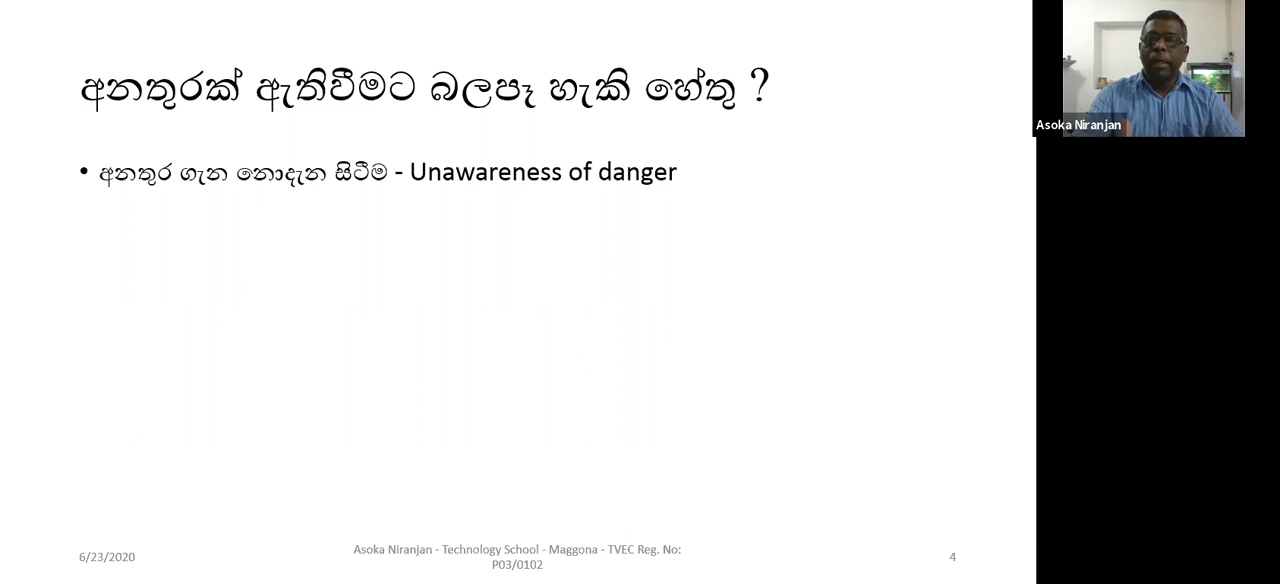 අනතුරක් ඇතිවීමට බලපෑ හැකි හේතු ?
• අනතුර ගැන නොදැන සිටීම - Unawareness of danger
Asoka Niranjan
6/23/2020
Asoka Niranjan - Technology School - Maggona - TVEC Reg. No:
P03/0102
4